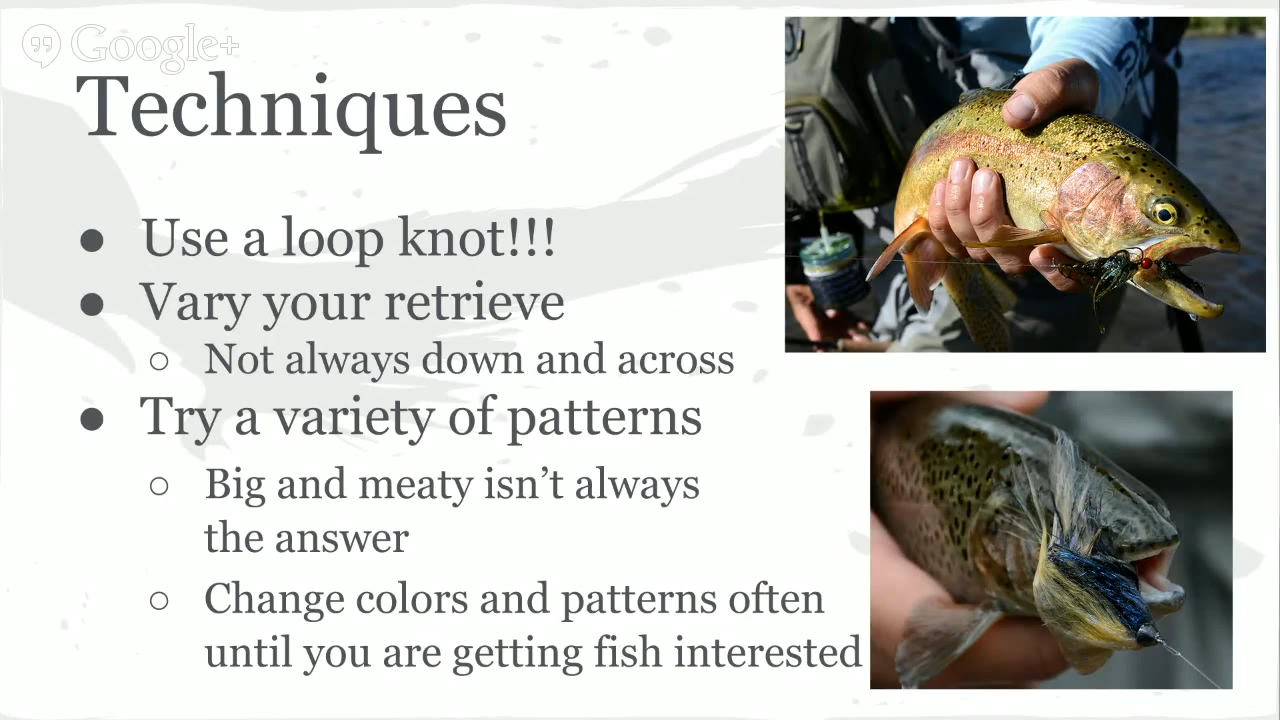 Google+
Techniques
● Use a loop knot!!!
● Vary your retrieve
○ Not always down and across
● Try a variety of patterns
○ Big and meaty isn’t always
the answer
○ Change colors and patterns often
until you are getting fish interested